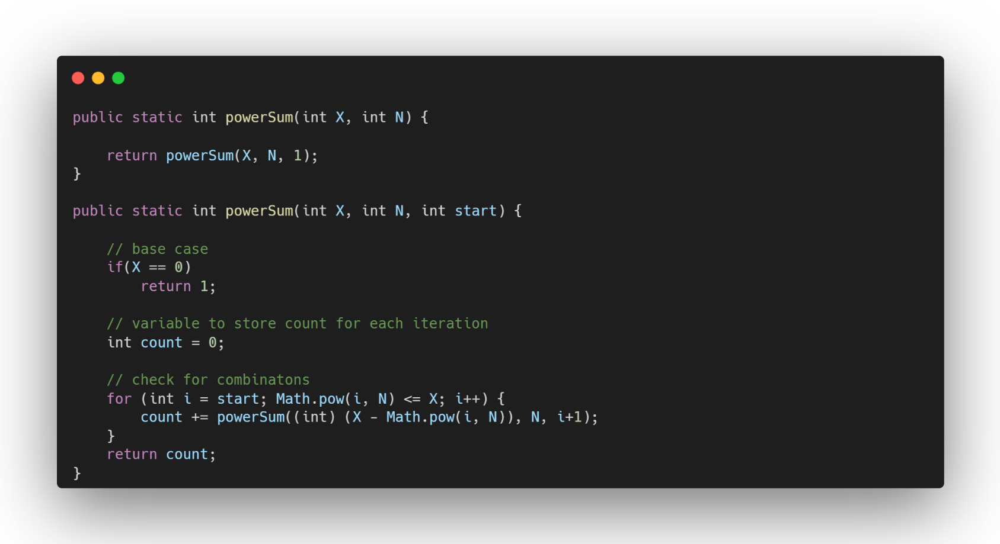 public static int powerSum(int X, int N) {
    return powerSum(X, N, 1);
}
public static int powerSum(int X, int N, int start) {
    // base case
    if(X == 0)
        return 1;
    // variable to store count for each iteration
    int count = 0;
    // check for combinatons
    for (int i = start; Math.pow(i, N) <= X; i++) {
        count += powerSum((int) (X - Math.pow(i, N)), N, i+1);
    }
    return count;
}